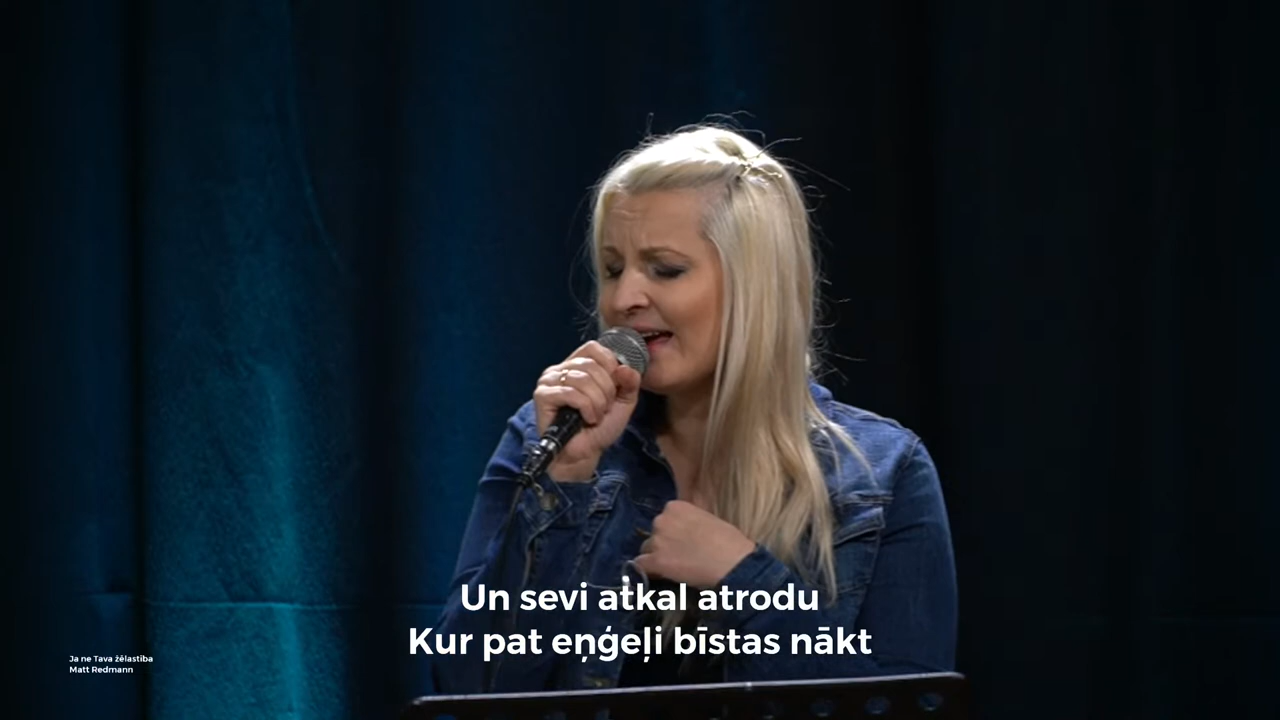 Un sevi atkal atrodu
Kur pat eņģeļi bīstas nākt
Ja ne Tava žēlastība
Matt Redmann